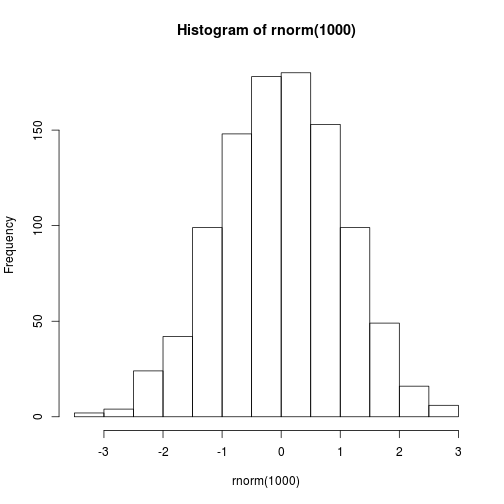 Histogram of rnorm(1000)
Frequency
150
100
50
0
-3 -2 -1 0 1 2 3
rnorm(1000)